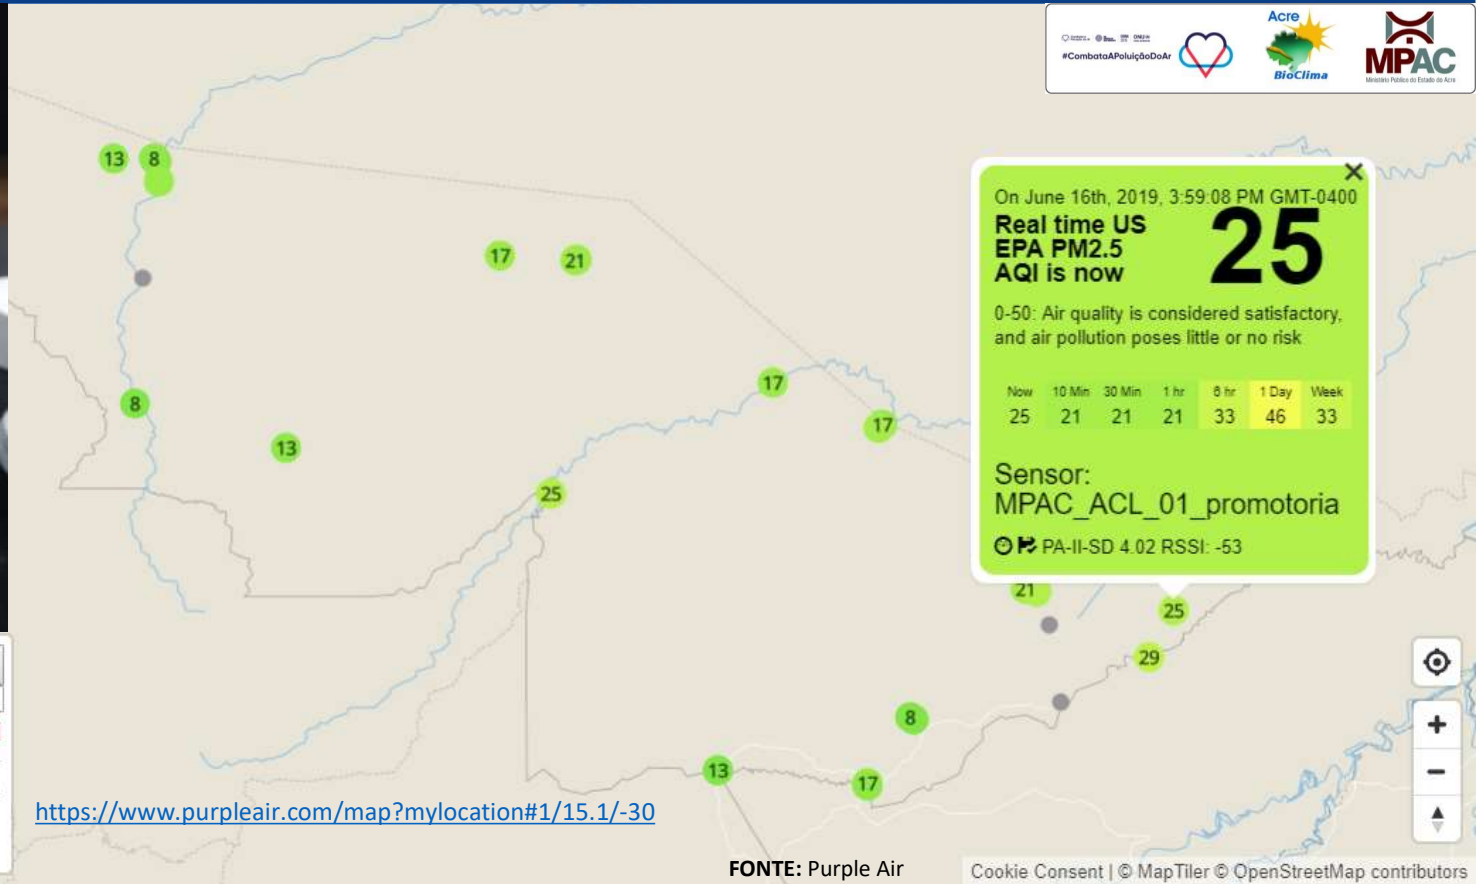 Acre
#CombataAPoluiçãoDoAr
BioClima
MPAC
Ministério Público do Estado do Acre
13
8
17
21
8
13
17
17
25
On June 16th, 2019, 3:59:08 PM GMT-0400
Real time US
EPA PM2.5
AQI is now
25
0-50: Air quality is considered satisfactory,
and air pollution poses little or no risk
Now 10 Min 30 Min 1 hr 6 hr 1 Day Week
25 21 21 21 33 46 33
Sensor:
MPAC_ACL_01_promotoria
PA-II-SD 4.02 RSSI: -53
21
25
29
8
13
17
https://www.purpleair.com/map?mylocation#1/15.1/-30
FONTE: Purple Air
Cookie Consent | © MapTiler © OpenStreetMap contributors